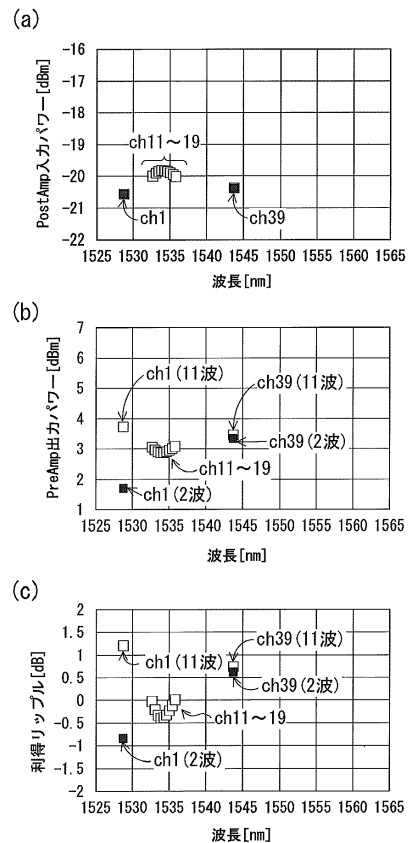 (a)
PostAmp入力パワー[dBm]
-16
-17
-18
-19
-20
-21
-22
ch11～19
ch1
ch39
1525 1530 1535 1540 1545 1550 1555 1560 1565
波長[nm]
(b)
PreAmp出力パワー[dBm]
7
6
5
4
3
2
1
ch1(11波)
ch39(11波)
ch39(2波)
ch11～19
ch1(2波)
1525 1530 1535 1540 1545 1550 1555 1560 1565
波長[nm]
(c)
利得リップル[dB]
2
1.5
1
0.5
0
-0.5
-1
-1.5
-2
ch39(11波)
ch1(11波)
ch39(2波)
ch11～19
ch1(2波)
1525 1530 1535 1540 1545 1550 1555 1560 1565
波長[nm]